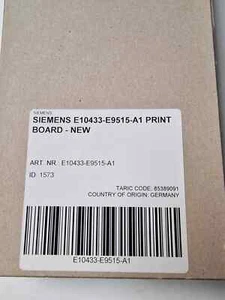 SIEMENS
SIEMENS E10433-E9515-A1 PRINT
BOARD - NEW
ART. NR.: E10433-E9515-A1
ID: 1573
TARIC CODE: 85389091
COUNTRY OF ORIGIN: GERMANY
E10433-E9515-A1